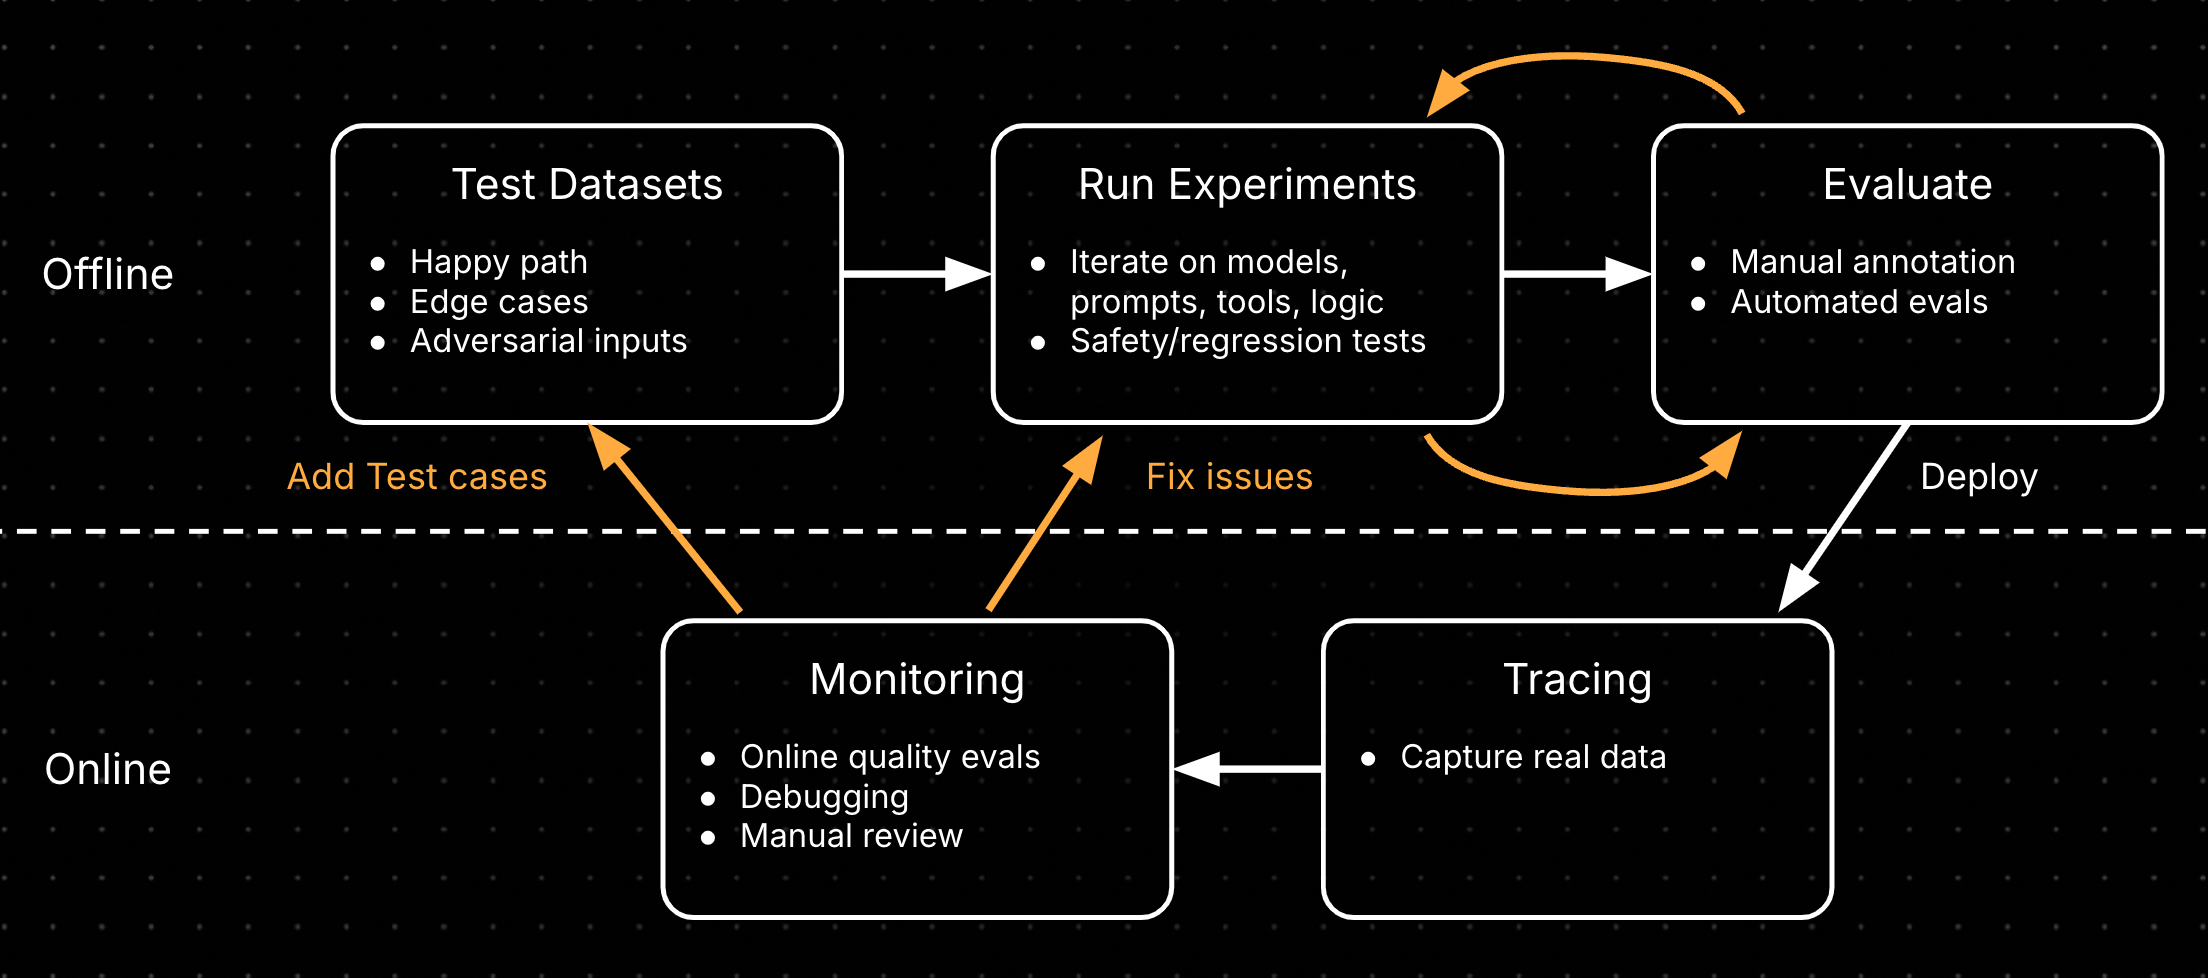 Test Datasets
Happy path
Edge cases
Adversarial inputs
Run Experiments
Iterate on models,
prompts, tools, logic
Safety/regression tests
Evaluate
Manual annotation
Automated evals
Offline
Add Test cases
Fix issues
Deploy
Online
Monitoring
Online quality evals
Debugging
Manual review
Tracing
Capture real data